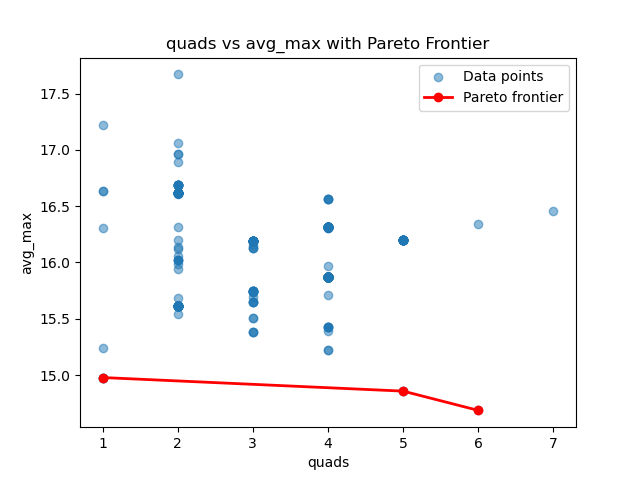 quads vs avg_max with Pareto Frontier
Data points
Pareto frontier
17.5
17.0
16.5
16.0
15.5
15.0
avg_max
1 2 3 4 5 6 7
quads